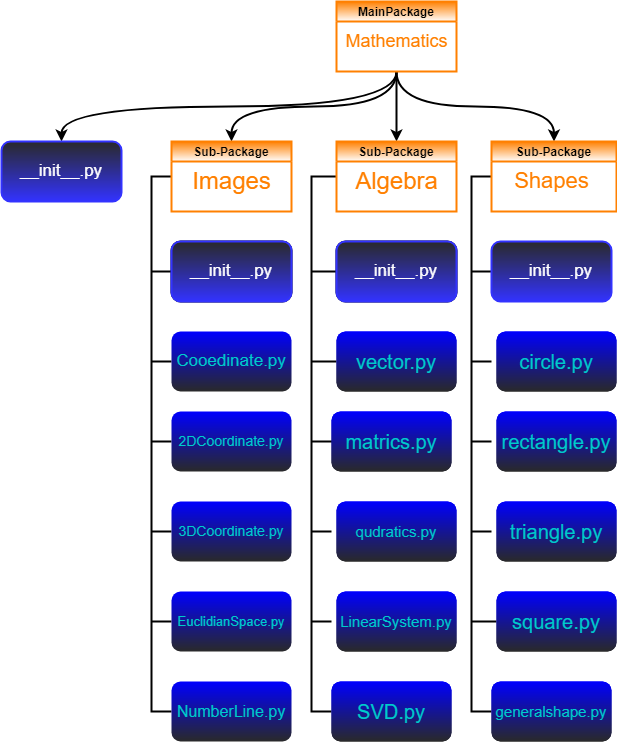 MainPackage
Mathematics
__init__.py
Sub-Package
Images
Sub-Package
Algebra
Sub-Package
Shapes
__init__.py
__init__.py
__init__.py
Cooedinate.py
vector.py
circle.py
2DCoordinate.py
matrics.py
rectangle.py
3DCoordinate.py
qudratics.py
triangle.py
EuclidianSpace.py
LinearSystem.py
square.py
NumberLine.py
SVD.py
generalshape.py